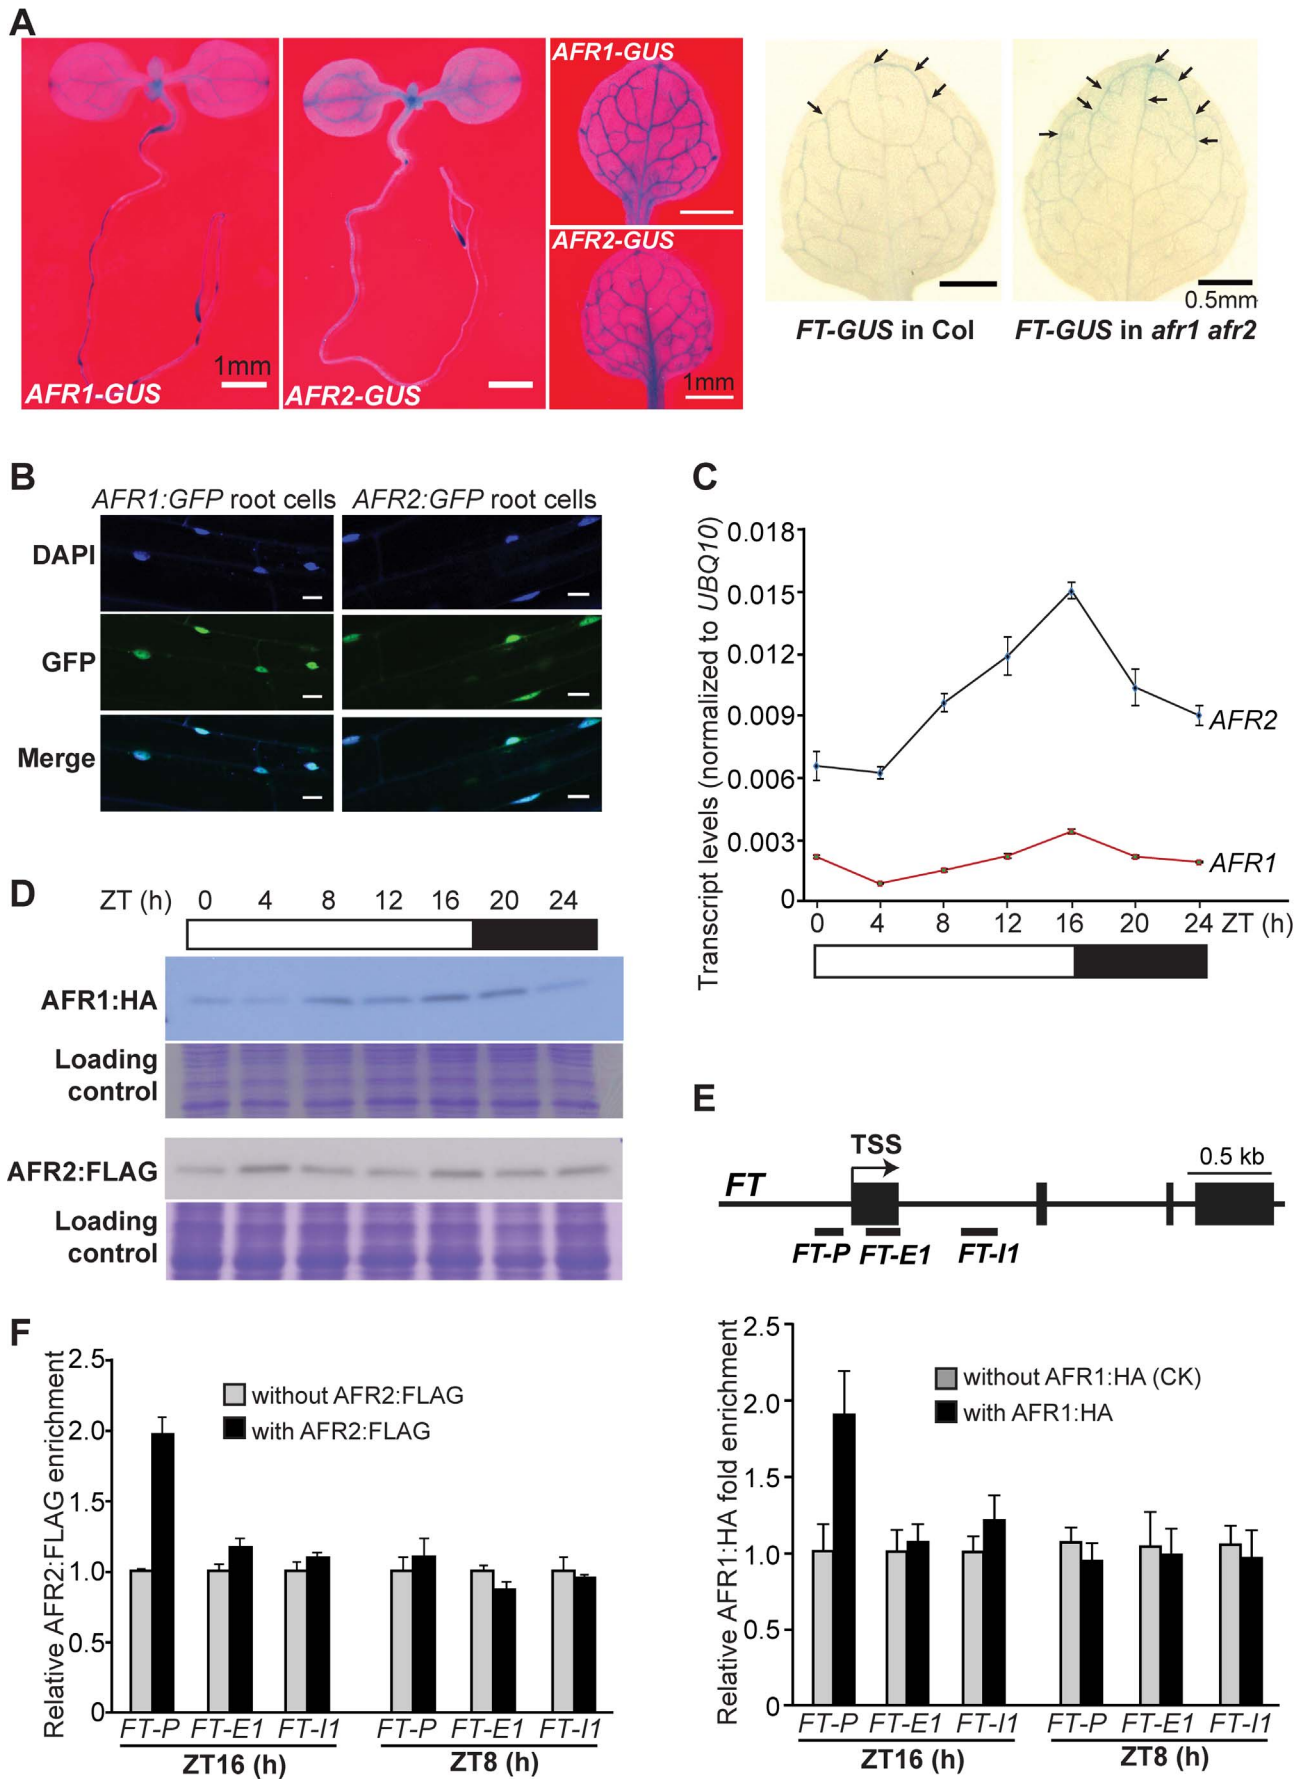 A
AFR1-GUS
1mm
AFR2-GUS
AFR1-GUS
AFR2-GUS
1mm
0.5mm
FT-GUS in Col
FT-GUS in afr1 afr2
B
AFR1:GFP root cells
AFR2:GFP root cells
DAPI
GFP
Merge
C
Transcript levels (normalized to UBQ10)
0.018
0.015
0.012
0.009
0.006
0.003
0
AFR2
AFR1
0 4 8 12 16 20 24 ZT (h)
D
ZT (h) 0 4 8 12 16 20 24
AFR1:HA
Loading
control
AFR2:FLAG
Loading
control
E
TSS
0.5 kb
FT
FT-P FT-E1 FT-I1
F
Relative AFR2:FLAG enrichment
2.5
2.0
1.5
1.0
0.5
0
without AFR2:FLAG
with AFR2:FLAG
FT-P FT-E1 FT-I1 FT-P FT-E1 FT-I1
ZT16 (h) ZT8 (h)
Relative AFR1:HA fold enrichment
2.5
2.0
1.5
1.0
0.5
0
without AFR1:HA (CK)
with AFR1:HA
FT-P FT-E1 FT-I1 FT-P FT-E1 FT-I1
ZT16 (h) ZT8 (h)